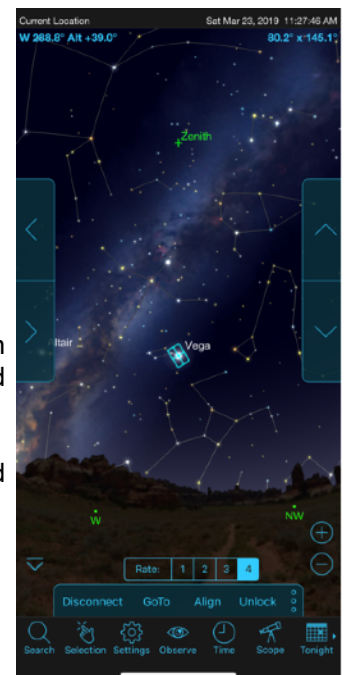 Current Location Sat Mar 23, 2019 11:27:46 AM
W 288.8° Alt +39.0° 80.2° x 145.1°
Zenith
Vega
W NW
Rate: 1 2 3 4
Disconnect GoTo Align Unlock
Search Selection Settings Observe Time Scope Tonight